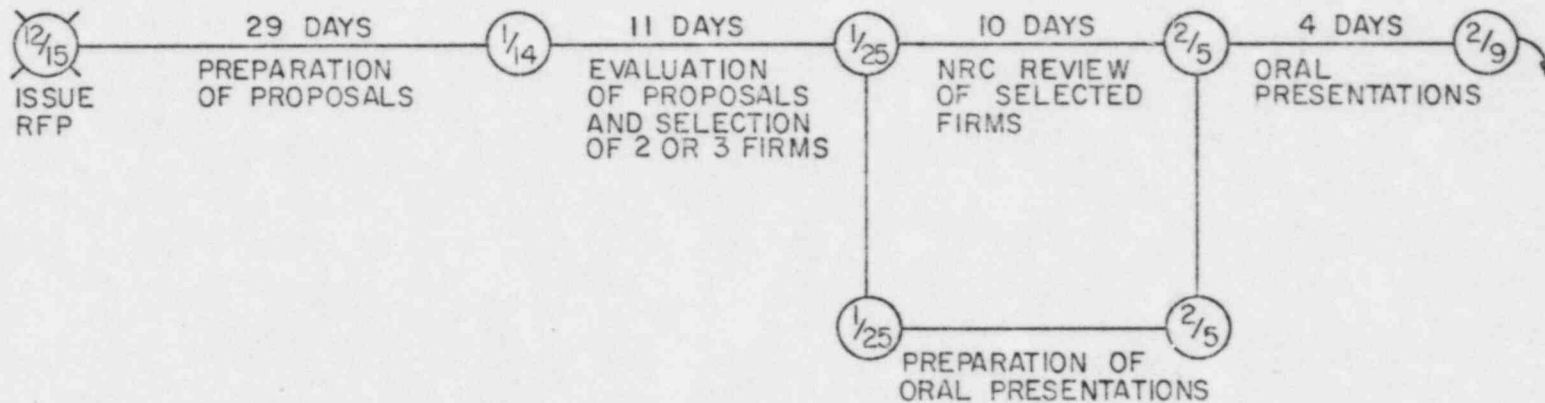 12/15
29 DAYS
PREPARATION
OF PROPOSALS
ISSUE
RFP
1/14
11 DAYS
EVALUATION
OF PROPOSALS
AND SELECTION
OF 2 OR 3 FIRMS
1/25
10 DAYS
NRC REVIEW
OF SELECTED
FIRMS
2/5
4 DAYS
ORAL
PRESENTATIONS
2/9
1/25
2/5
PREPARATION OF
ORAL PRESENTATIONS